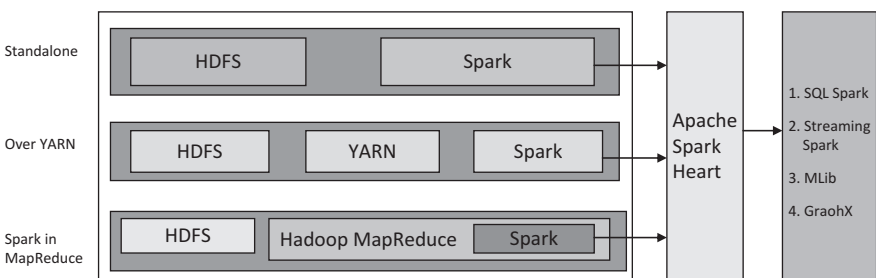 Standalone
HDFS
Spark
Over YARN
HDFS
YARN
Spark
Spark in
MapReduce
HDFS
Hadoop MapReduce
Spark
Apache
Spark
Heart
1. SQL Spark
2. Streaming
Spark
3. MLib
4. GraohX